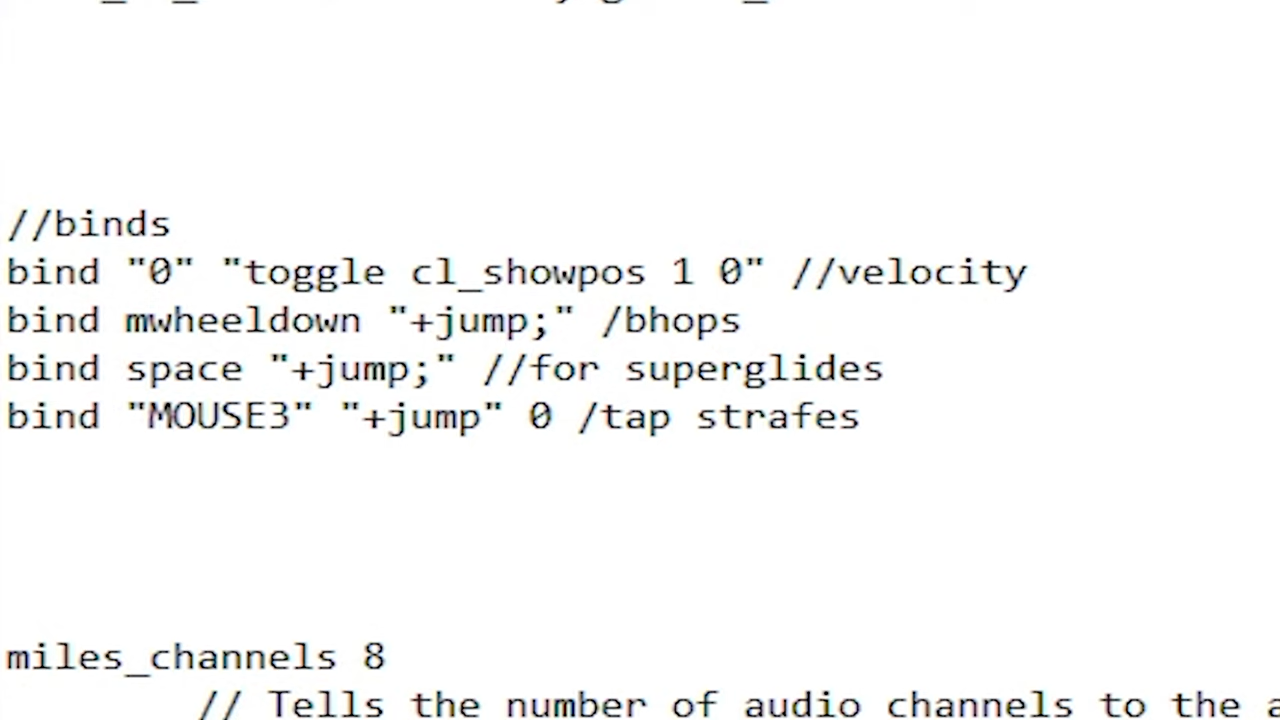 //binds
bind "0" "toggle cl_showpos 1 0" //velocity
bind mwheeldown "+jump;" /bhops
bind space "+jump;" //for superglides
bind "MOUSE3" "+jump" 0 /tap strafes
miles_channels 8
// Tells the number of audio channels to the